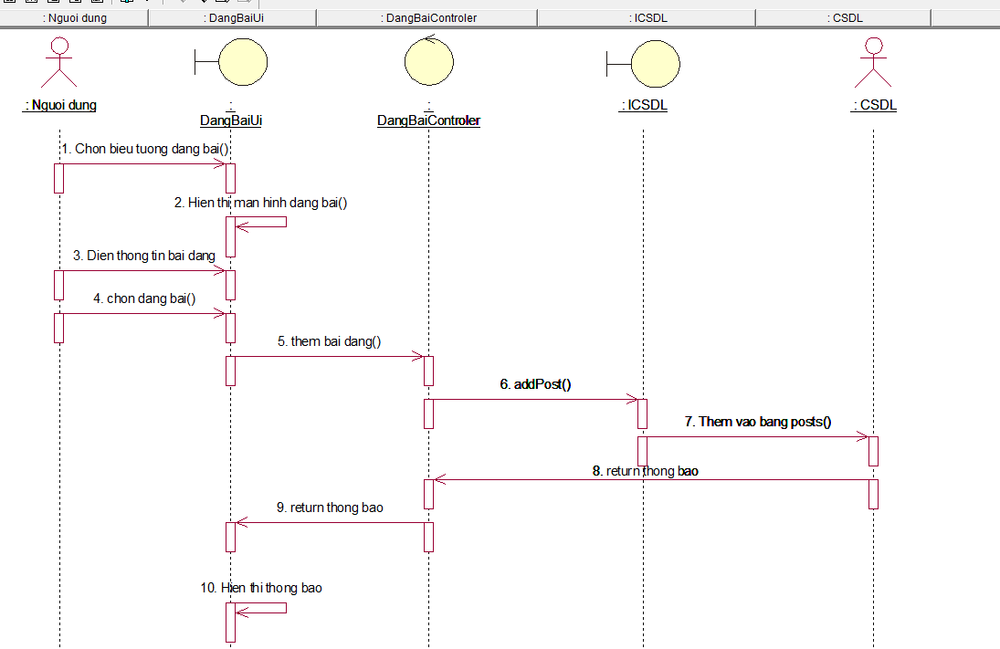 : Nguoi dung
: DangBaiUi
: DangBaiControler
: ICSDL
: CSDL
: Nguoi dung
:
DangBaiUi
:
DangBaiControler
: ICSDL
: CSDL
1. Chon bieu tuong dang bai()
2. Hien thi man hinh dang bai()
3. Dien thong tin bai dang
4. chon dang bai()
5. them bai dang()
6. addPost()
7. Them vao bang posts()
8. return thong bao
9. return thong bao
10. Hien thi thong bao